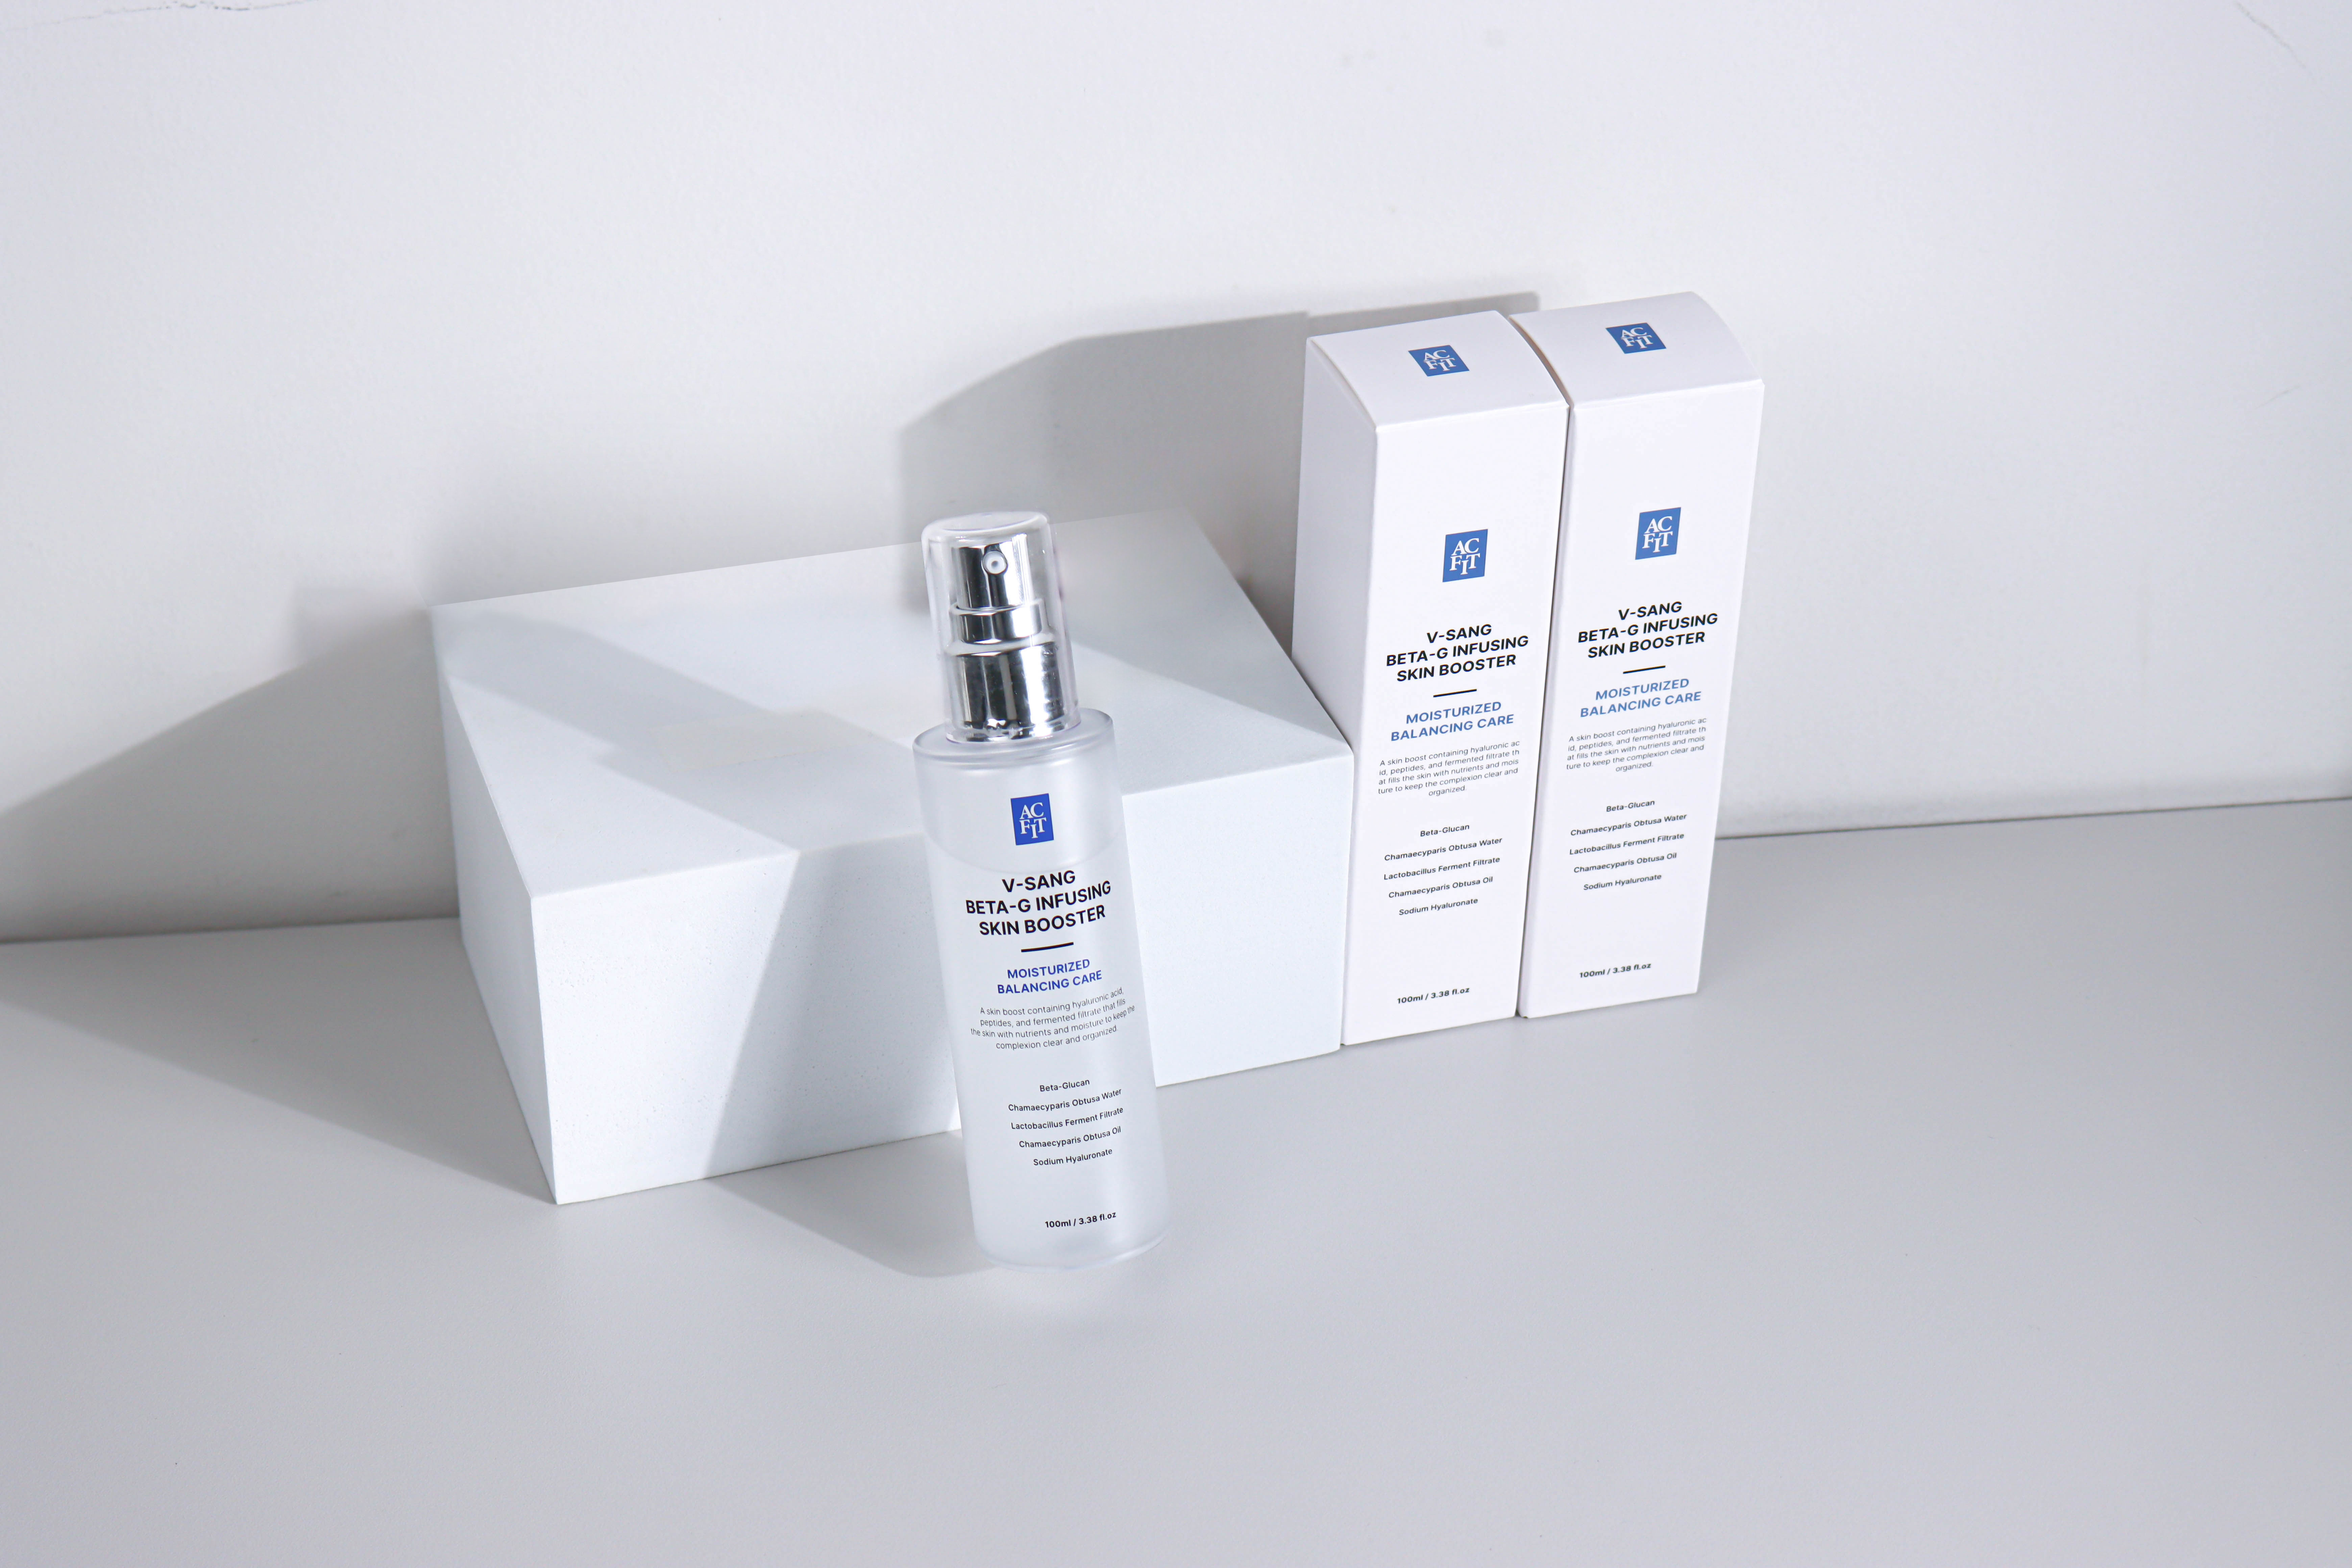 AC
FIT
V-SANG
BETA-G INFUSING
SKIN BOOSTER
MOISTURIZED
BALANCING CARE
A skin boost containing hyaluronic acid,
peptides, and fermented filtrate that fills
the skin with nutrients and moisture to keep the
complexion clear and organized.
Beta-Glucan
Chamaecyparis Obtusa Water
Lactobacillus Ferment Filtrate
Chamaecyparis Obtusa Oil
Sodium Hyaluronate
100ml / 3.38 fl.oz
AC
FIT
AC
FIT
V-SANG
BETA-G INFUSING
SKIN BOOSTER
MOISTURIZED
BALANCING CARE
A skin boost containing hyaluronic ac
id, peptides, and fermented filtrate th
at fills the skin with nutrients and mois
ture to keep the complexion clear and
organized.
Beta-Glucan
Chamaecyparis Obtusa Water
Lactobacillus Ferment Filtrate
Chamaecyparis Obtusa Oil
Sodium Hyaluronate
100ml / 3.38 fl.oz
AC
FIT
AC
FIT
V-SANG
BETA-G INFUSING
SKIN BOOSTER
MOISTURIZED
BALANCING CARE
A skin boost containing hyaluronic ac
id, peptides, and fermented filtrate th
at fills the skin with nutrients and mois
ture to keep the complexion clear and
organized.
Beta-Glucan
Chamaecyparis Obtusa Water
Lactobacillus Ferment Filtrate
Chamaecyparis Obtusa Oil
Sodium Hyaluronate
100ml / 3.38 fl.oz